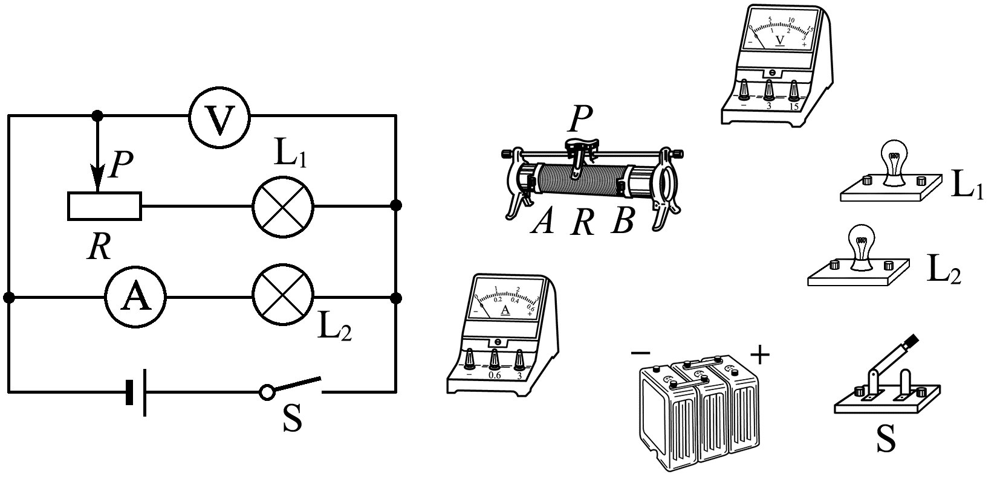 V
P
L₁
R
A
L₂
S
0 5 10 15
0 1 2 3
V
− +
− 3 15
P
A R B
L₁
L₂
0 1 2 3
0 0.2 0.4 0.6
A
− +
− 0.6 3
− +
S